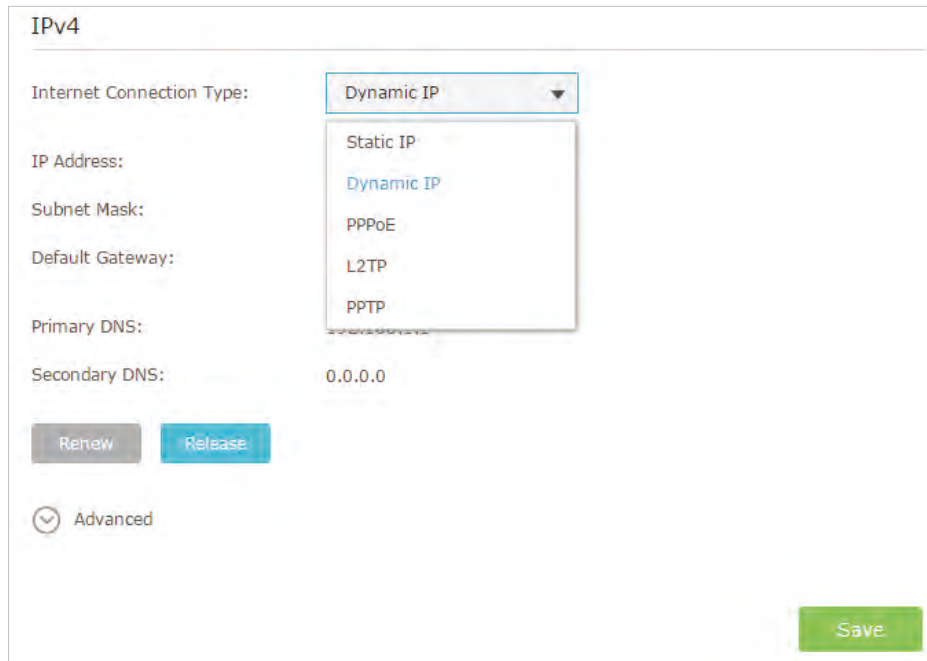 IPv4
Internet Connection Type: Dynamic IP
Static IP
IP Address:
Dynamic IP
Subnet Mask:
PPPoE
Default Gateway:
L2TP
PPTP
Primary DNS:
Secondary DNS: 0.0.0.0
Renew Release
Advanced
Save